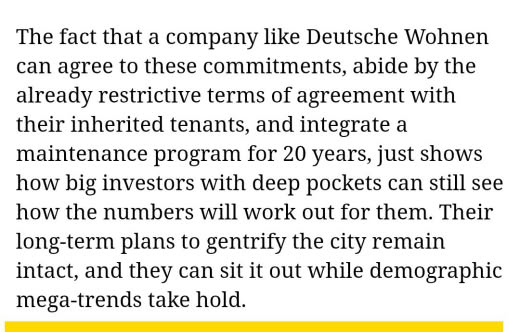 The fact that a company like Deutsche Wohnen
can agree to these commitments, abide by the
already restrictive terms of agreement with
their inherited tenants, and integrate a
maintenance program for 20 years, just shows
how big investors with deep pockets can still see
how the numbers will work out for them. Their
long-term plans to gentrify the city remain
intact, and they can sit it out while demographic
mega-trends take hold.